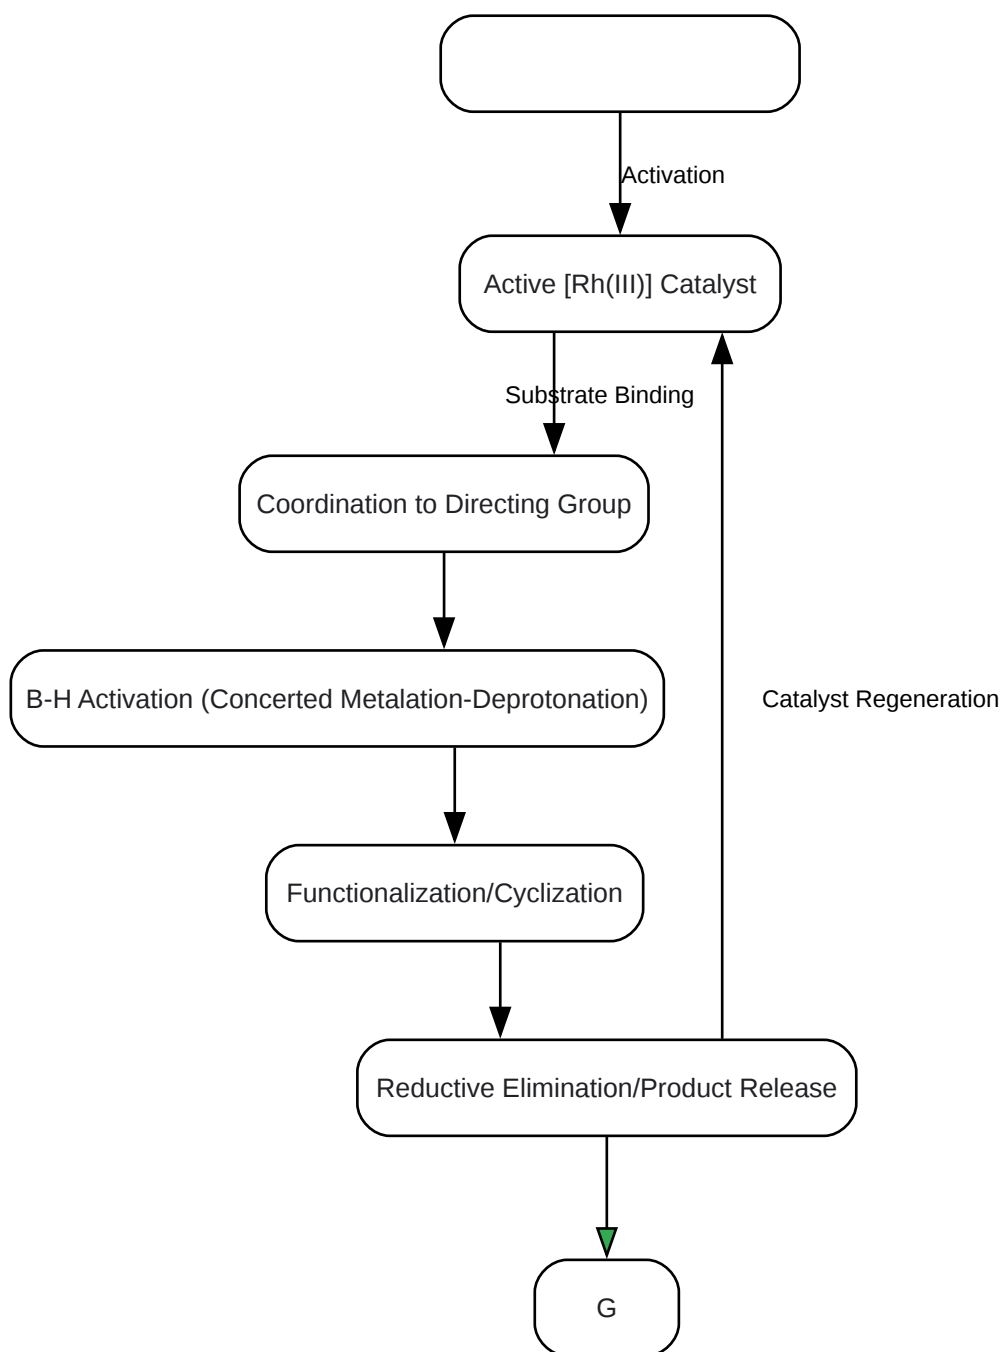 Activation
Active [Rh(III)] Catalyst
Substrate Binding
Coordination to Directing Group
B-H Activation (Concerted Metalation-Deprotonation)
Catalyst Regeneration
Functionalization/Cyclization
Reductive Elimination/Product Release
G